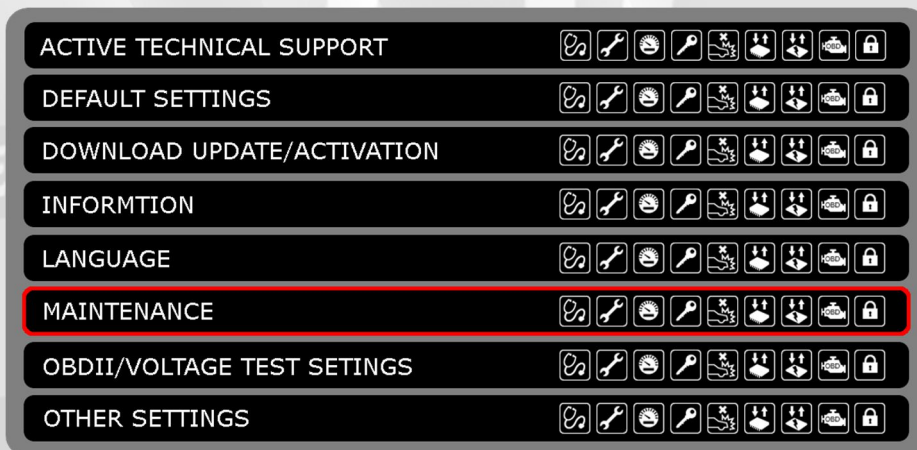 ACTIVE TECHNICAL SUPPORT
DEFAULT SETTINGS
DOWNLOAD UPDATE/ACTIVATION
INFORMTION
LANGUAGE
MAINTENANCE
OBDII/VOLTAGE TEST SETINGS
OTHER SETTINGS